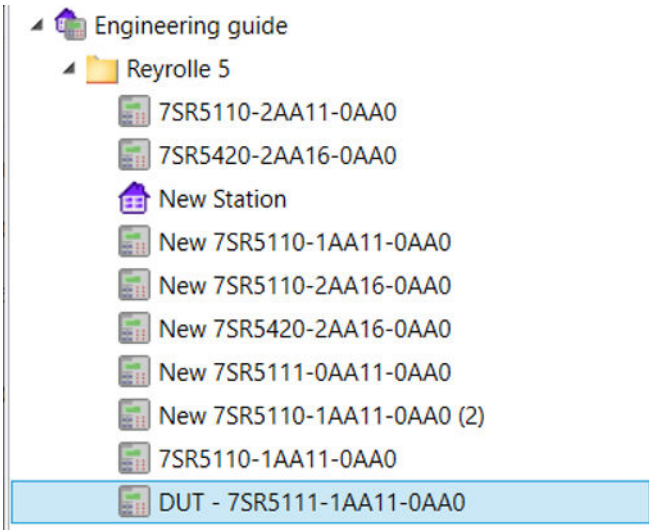 Engineering guide
Reyrolle 5
7SR5110-2AA11-0AA0
7SR5420-2AA16-0AA0
New Station
New 7SR5110-1AA11-0AA0
New 7SR5110-2AA16-0AA0
New 7SR5420-2AA16-0AA0
New 7SR5111-0AA11-0AA0
New 7SR5110-1AA11-0AA0 (2)
7SR5110-1AA11-0AA0
DUT - 7SR5111-1AA11-0AA0